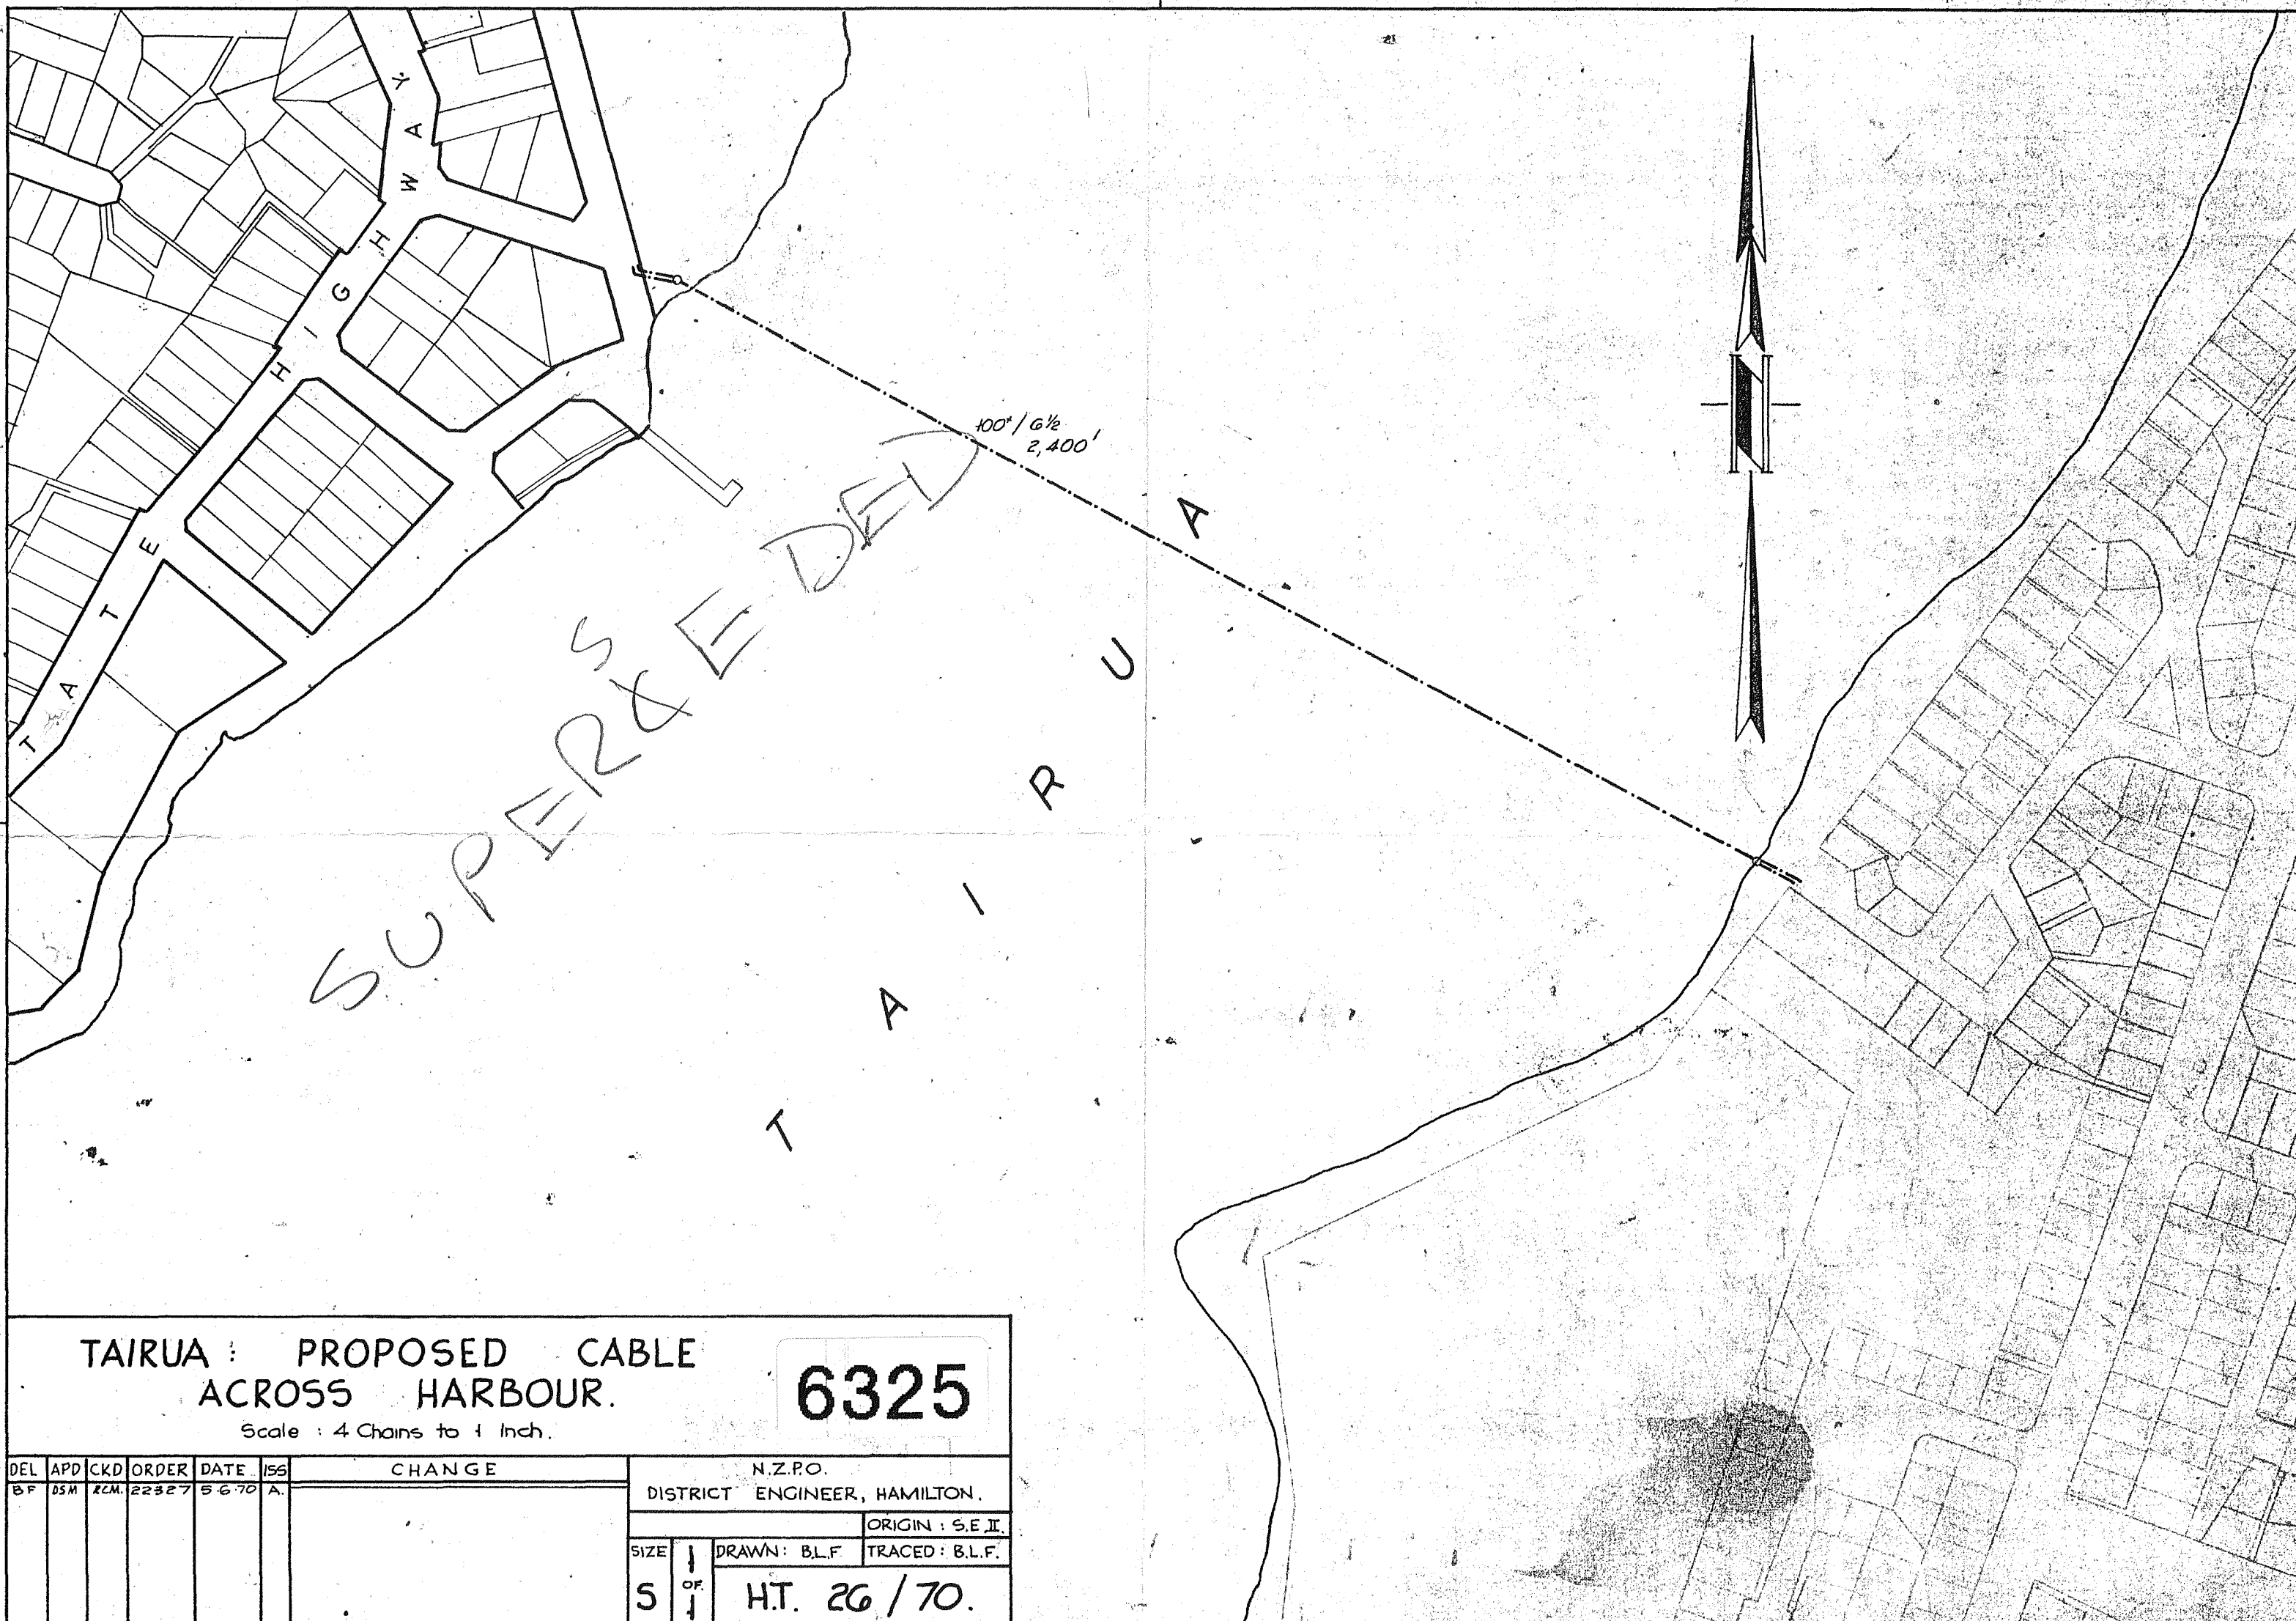 STATE HIGHWAY
100# / 6½
2,400'
SUPERSEDED
TAIRUA
N
TAIRUA : PROPOSED CABLE
ACROSS HARBOUR.
Scale : 4 Chains to 1 Inch.
6325
DEL APD CKD ORDER DATE ISS CHANGE
BF DSM RCM. 22327 5·6·70 A.
N.Z.P.O.
DISTRICT ENGINEER, HAMILTON.
ORIGIN : S.E.II.
SIZE S
1 OF 1
DRAWN: B.L.F. TRACED: B.L.F.
H.T. 26/70.